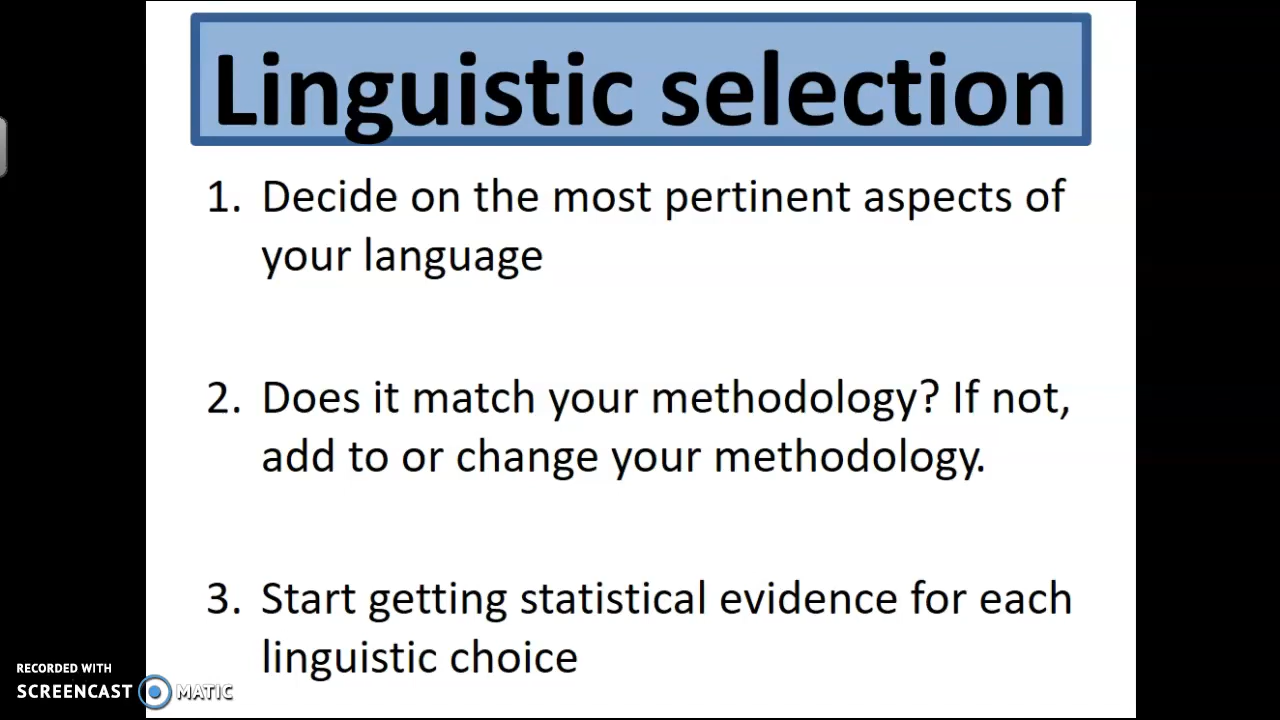 Linguistic selection
1. Decide on the most pertinent aspects of
your language
2. Does it match your methodology? If not,
add to or change your methodology.
3. Start getting statistical evidence for each
linguistic choice
RECORDED WITH
SCREENCAST MATIC